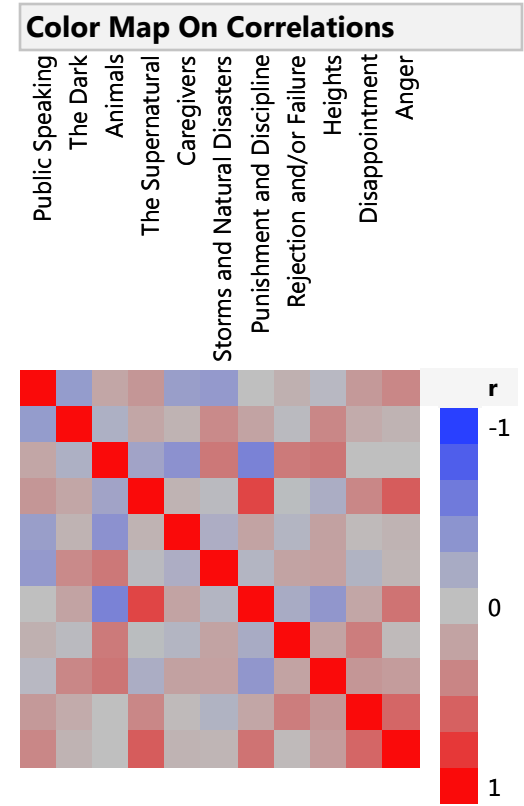 Color Map On Correlations
Public Speaking
The Dark
Animals
The Supernatural
Caregivers
Storms and Natural Disasters
Punishment and Discipline
Rejection and/or Failure
Heights
Disappointment
Anger
r
-1
0
1